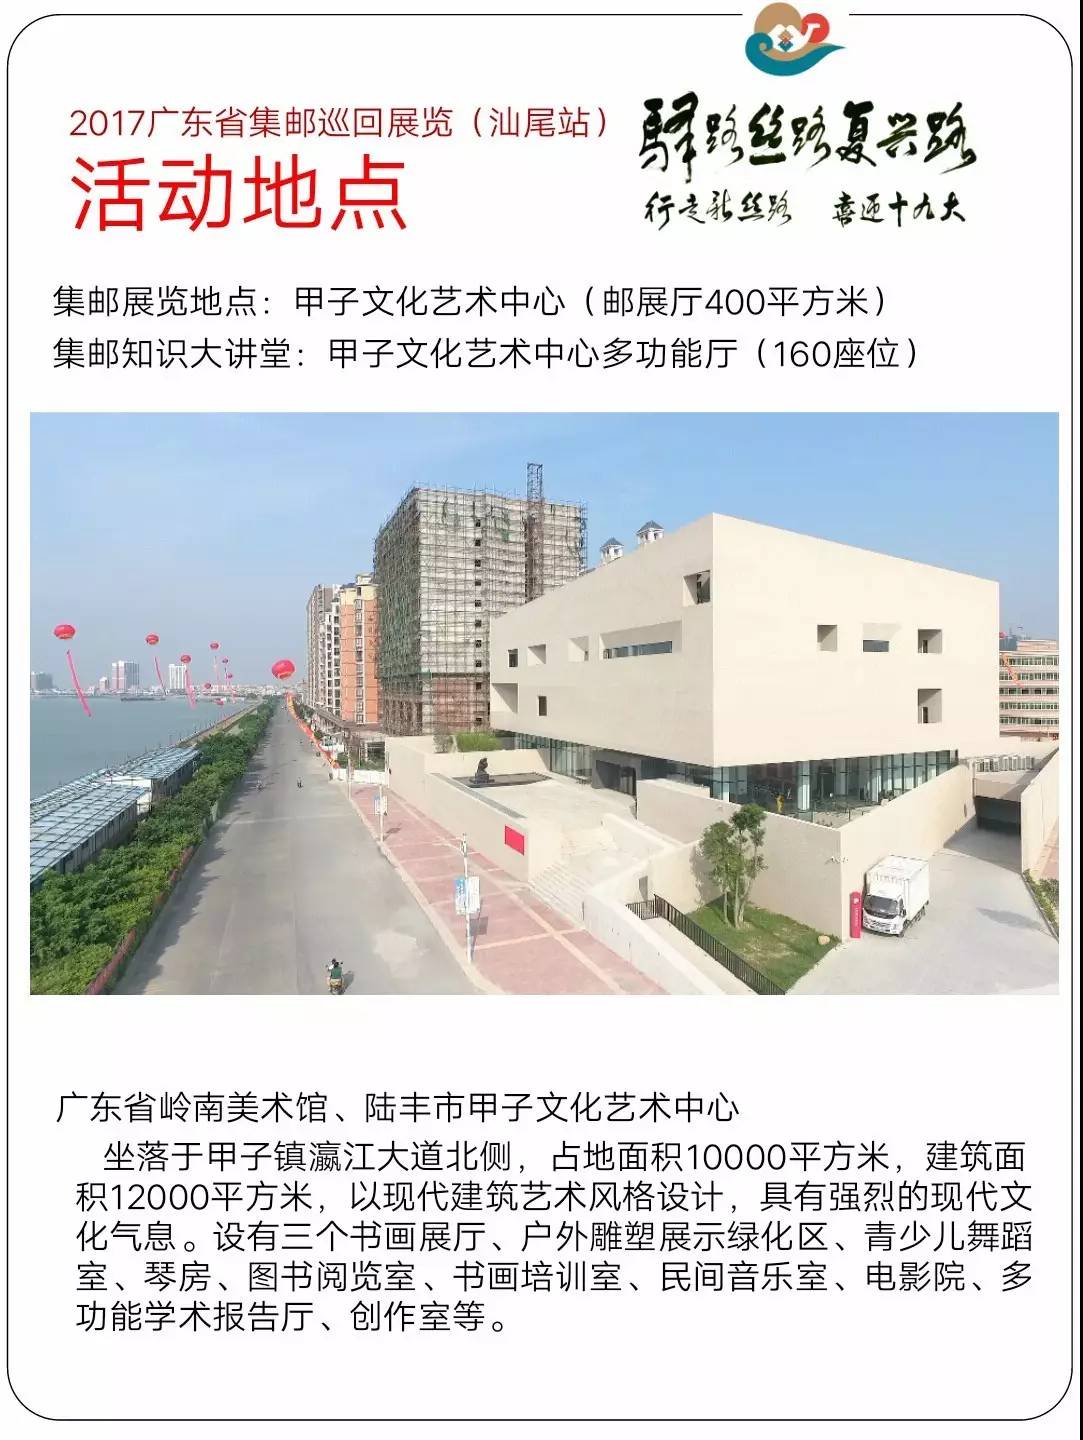 2017广东省集邮巡回展览（汕尾站）
活动地点
驿路丝路复兴路
行走新丝路 喜迎十九大
集邮展览地点：甲子文化艺术中心（邮展厅400平方米）
集邮知识大讲堂：甲子文化艺术中心多功能厅（160座位）
广东省岭南美术馆、陆丰市甲子文化艺术中心
坐落于甲子镇瀛江大道北侧，占地面积10000平方米，建筑面
积12000平方米，以现代建筑艺术风格设计，具有强烈的现代文
化气息。设有三个书画展厅、户外雕塑展示绿化区、青少儿舞蹈
室、琴房、图书阅览室、书画培训室、民间音乐室、电影院、多
功能学术报告厅、创作室等。